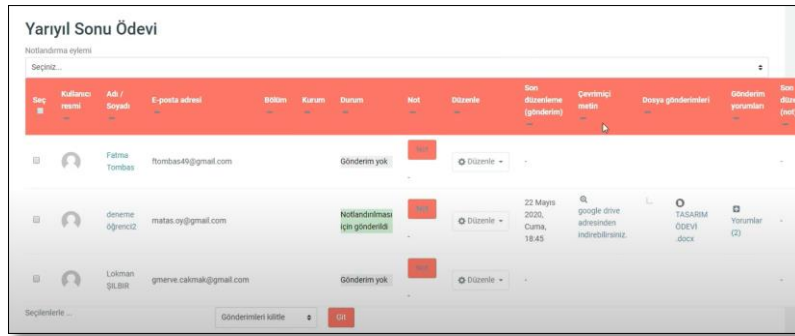 Yarıyıl Sonu Ödevi
Notlandırma eylemi
Seçiniz...
Seç
Kullanıcı resmi
Adı / Soyadı
E-posta adresi
Bölüm
Kurum
Durum
Not
Düzenle
Son düzenleme (gönderim)
Çevrimiçi metin
Dosya gönderimleri
Gönderim yorumları
Son
(not)
Fatma Tombas
ftombas49@gmail.com
Gönderim yok
Not
Düzenle
-
-
-
deneme öğrenci2
matas.oy@gmail.com
Notlandırılması için gönderildi
Not
Düzenle
-
22 Mayıs 2020, Cuma, 18:45
google drive adresinden indirebilirsiniz.
TASARIM ÖDEVİ .docx
Yorumlar (2)
-
Lokman ŞILBIR
gmerve.cakmak@gmail.com
Gönderim yok
Not
Düzenle
-
-
-
Seçilenlerle ...
Gönderimleri kilitle
Git